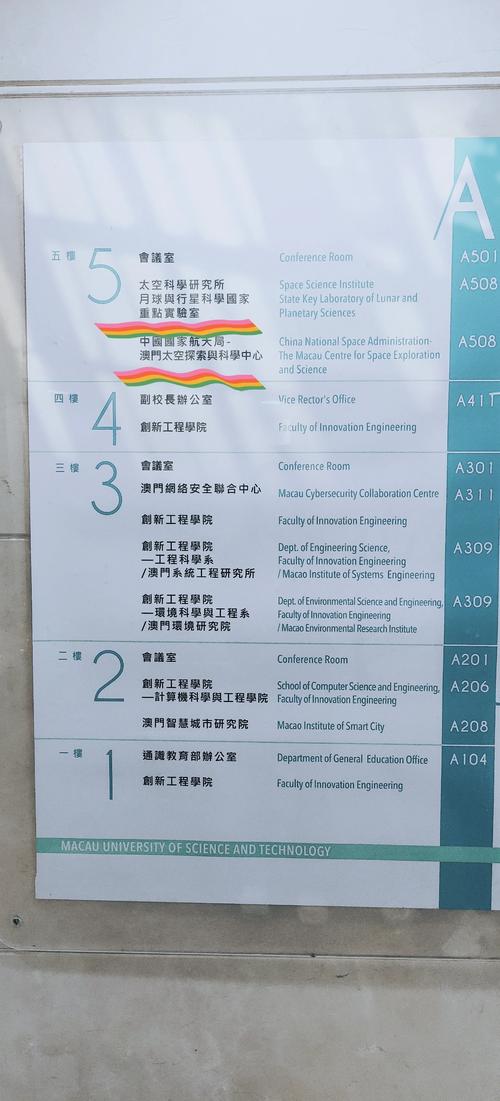 A
五樓 5 會議室 Conference Room A501
太空科學研究所 Space Science Institute A508
月球與行星科學國家 State Key Laboratory of Lunar and
重點實驗室 Planetary Sciences
中國國家航天局- China National Space Administration- A508
澳門太空探索與科學中心 The Macau Centre for Space Exploration
and Science
四樓 4 副校長辦公室 Vice Rector's Office A411
創新工程學院 Faculty of Innovation Engineering
三樓 3 會議室 Conference Room A301
澳門網絡安全聯合中心 Macau Cybersecurity Collaboration Centre A311
創新工程學院 Faculty of Innovation Engineering
創新工程學院 Dept. of Engineering Science, A309
—工程科學系 Faculty of Innovation Engineering
/澳門系統工程研究所 / Macao Institute of Systems Engineering
創新工程學院 Dept. of Environmental Science and Engineering, A309
—環境科學與工程系 Faculty of Innovation Engineering
/澳門環境研究院 / Macao Environmental Research Institute
二樓 2 會議室 Conference Room A201
創新工程學院 School of Computer Science and Engineering, A206
—計算機科學與工程學院 Faculty of Innovation Engineering
澳門智慧城市研究院 Macao Institute of Smart City A208
一樓 1 通識教育部辦公室 Department of General Education Office A104
創新工程學院 Faculty of Innovation Engineering
MACAU UNIVERSITY OF SCIENCE AND TECHNOLOGY